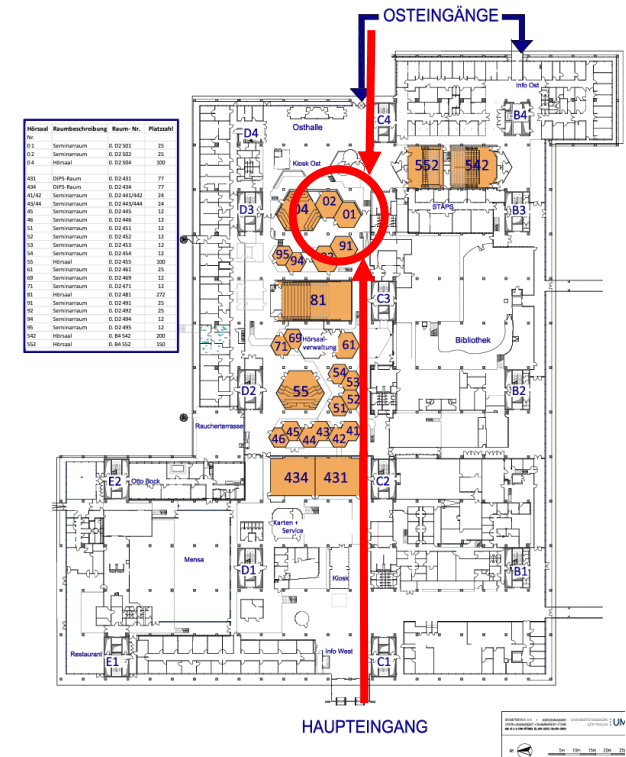 OSTEINGÄNGE
Info Ost
B4
C4
D4
Osthalle
Kiosk Ost
552
542
STÄPS
04
02
01
D3
B3
91
95
94
81
C3
Bibliothek
71
69
Hörsaal-
verwaltung
61
54
53
52
51
55
D2
B2
Raucherterrasse
46
45
44
43
42
41
434
431
E2
Otto Bock
C2
Karten +
Service
Mensa
D1
Kiosk
B1
Restaurant
E1
Info West
C1
HAUPTEINGANG
Hörsaal Raumbeschreibung Raum- Nr. Platzzahl
Nr.
01 Seminarraum 0. D2 501 25
02 Seminarraum 0. D2 502 25
04 Hörsaal 0. D2 504 100
431 DIPS-Raum 0. D2 431 77
434 DIPS-Raum 0. D2 434 77
41/42 Seminarraum 0. D2 441/442 24
43/44 Seminarraum 0. D2 443/444 24
45 Seminarraum 0. D2 445 12
46 Seminarraum 0. D2 446 12
51 Seminarraum 0. D2 451 12
52 Seminarraum 0. D2 452 12
53 Seminarraum 0. D2 453 12
54 Seminarraum 0. D2 454 12
55 Hörsaal 0. D2 455 100
61 Seminarraum 0. D2 461 25
69 Seminarraum 0. D2 469 12
71 Seminarraum 0. D2 471 12
81 Hörsaal 0. D2 481 272
91 Seminarraum 0. D2 491 25
92 Seminarraum 0. D2 492 25
94 Seminarraum 0. D2 494 12
95 Seminarraum 0. D2 495 12
542 Hörsaal 0. B4 542 200
552 Hörsaal 0. B4 552 350
UM
5m 10m 15m 20m 25m